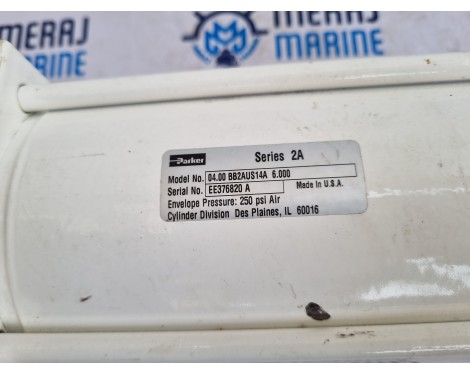 MERAJ
MARINE
MERAJ
MARINE
Parker
Series 2A
Model No. 04.00 BB2AUS14A 6.000
Serial No. EE376820 A Made In U.S.A.
Envelope Pressure: 250 psi Air
Cylinder Division Des Plaines, IL 60016